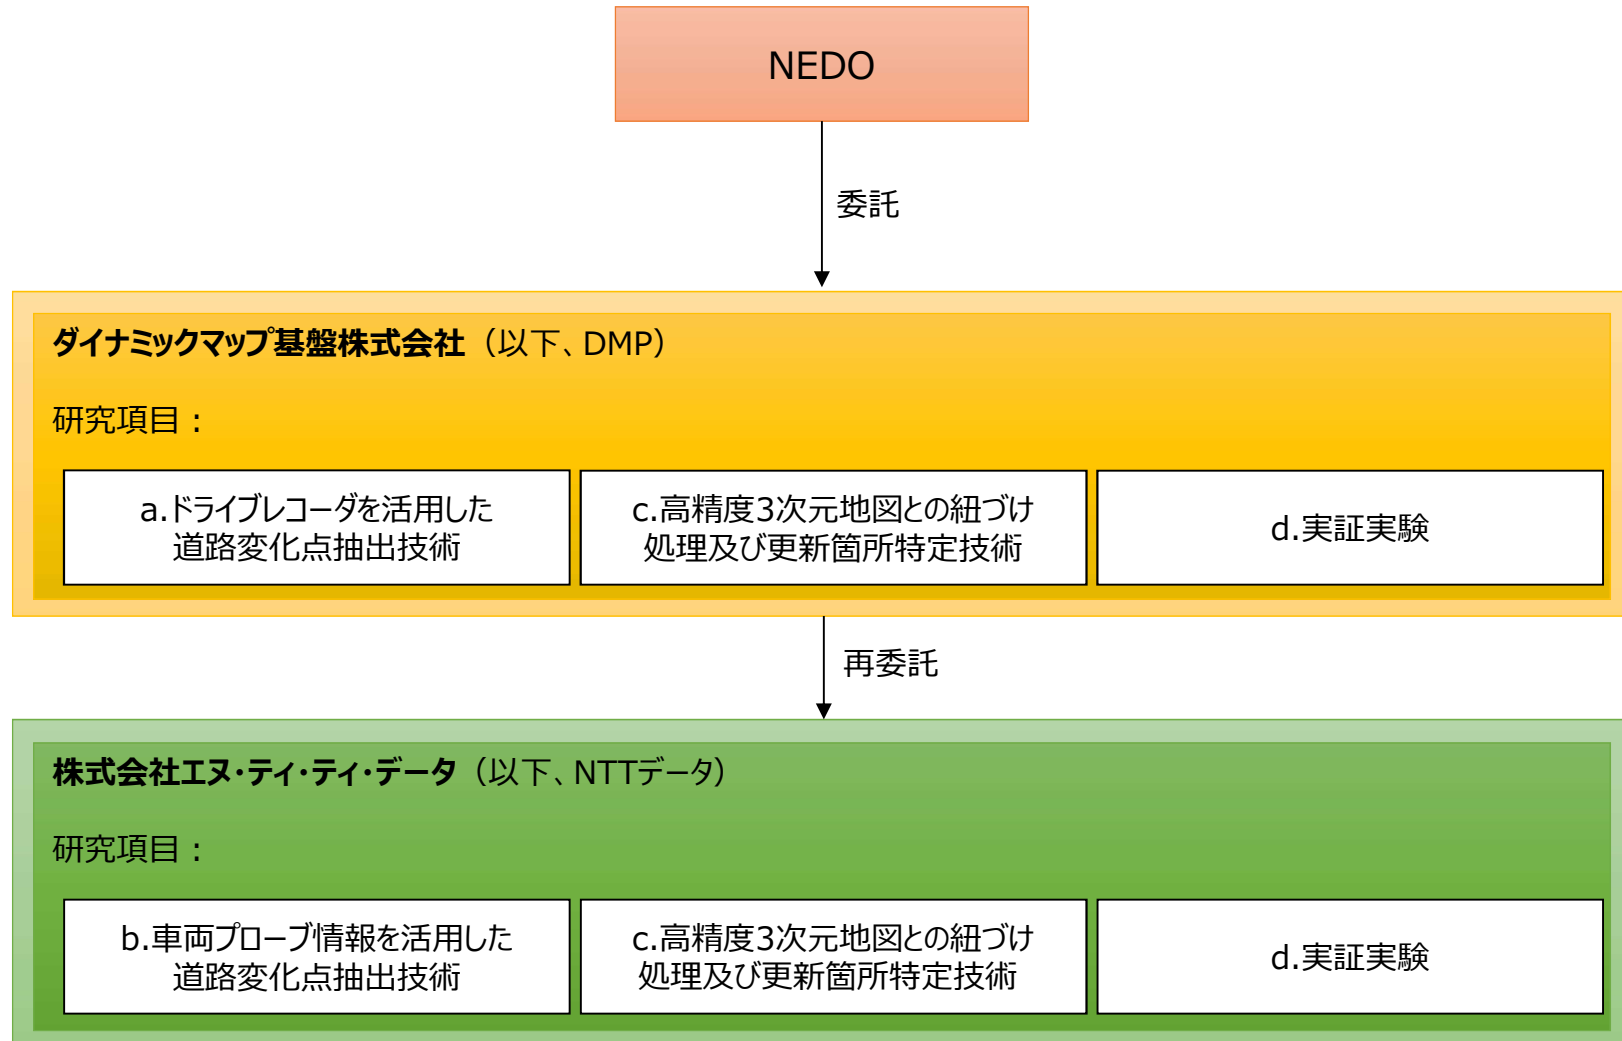 NEDO
委託
ダイナミックマップ基盤株式会社（以下、DMP）
研究項目：
a.ドライブレコーダを活用した
道路変化点抽出技術
c.高精度3次元地図との紐づけ
処理及び更新箇所特定技術
d.実証実験
再委託
株式会社エヌ・ティ・ティ・データ（以下、NTTデータ）
研究項目：
b.車両プローブ情報を活用した
道路変化点抽出技術
c.高精度3次元地図との紐づけ
処理及び更新箇所特定技術
d.実証実験